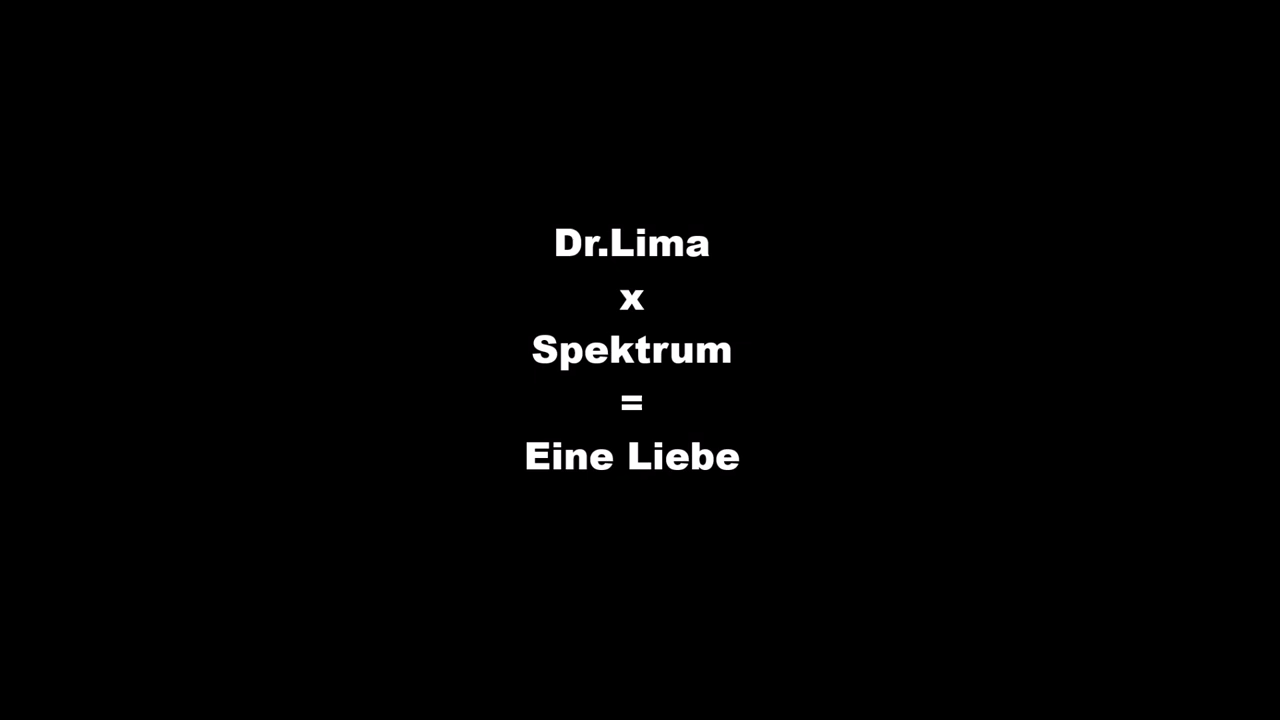 Dr.Lima
x
Spektrum
=
Eine Liebe